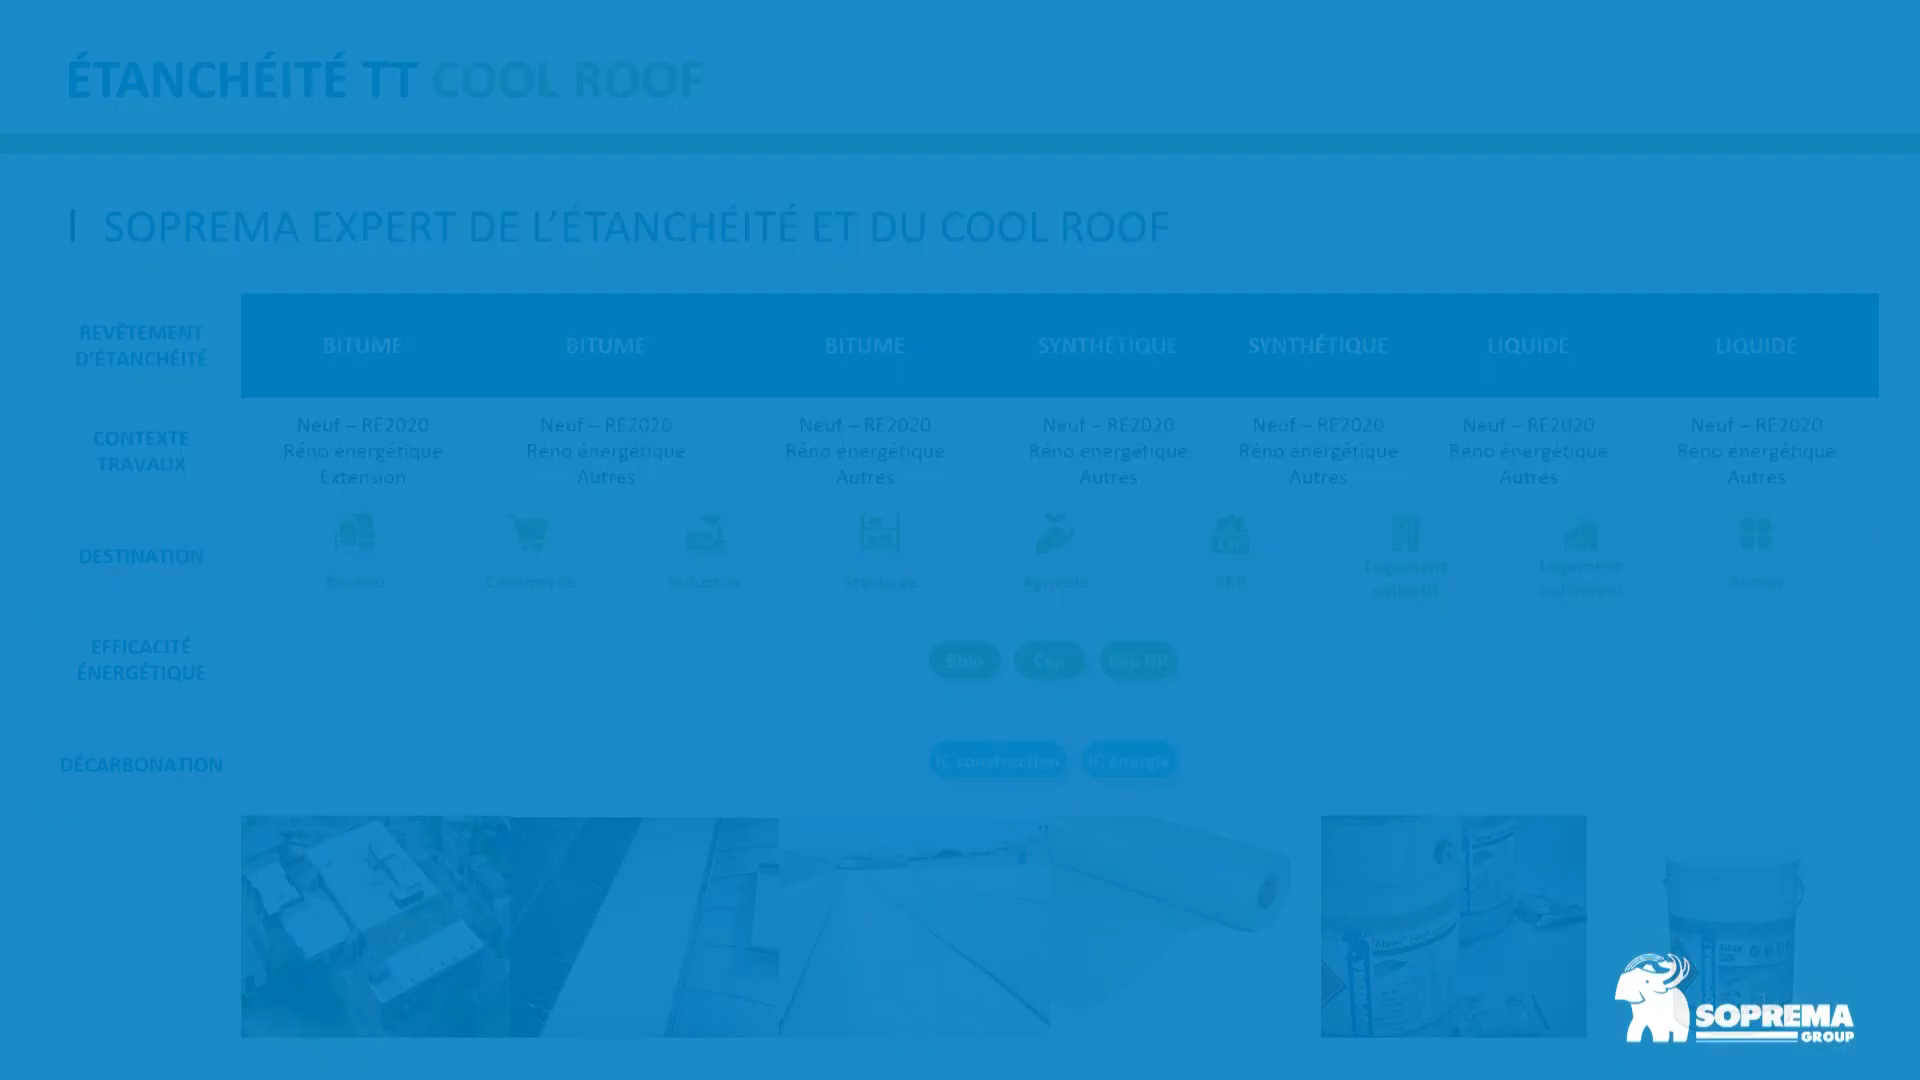 ÉTANCHÉITÉ TT COOL ROOF
SOPREMA EXPERT DE L’ÉTANCHÉITÉ ET DU COOL ROOF
REVÊTEMENT
D’ÉTANCHÉITÉ
BITUME BITUME BITUME SYNTHÉTIQUE SYNTHÉTIQUE LIQUIDE LIQUIDE
CONTEXTE
TRAVAUX
Neuf – RE2020 Neuf – RE2020 Neuf – RE2020 Neuf – RE2020 Neuf – RE2020 Neuf – RE2020 Neuf – RE2020
Réno énergétique Réno énergétique Réno énergétique Réno énergétique Réno énergétique Réno énergétique Réno énergétique
Extension Autres Autres Autres Autres Autres Autres
DESTINATION
Bureau Commerce Industrie Stockage Agricole ERP Logement collectif Logement individuel Autres
EFFICACITÉ
ÉNERGÉTIQUE
Bbio Cep Cep NR
DÉCARBONATION
IC construction IC énergie
SOPREMA
GROUP